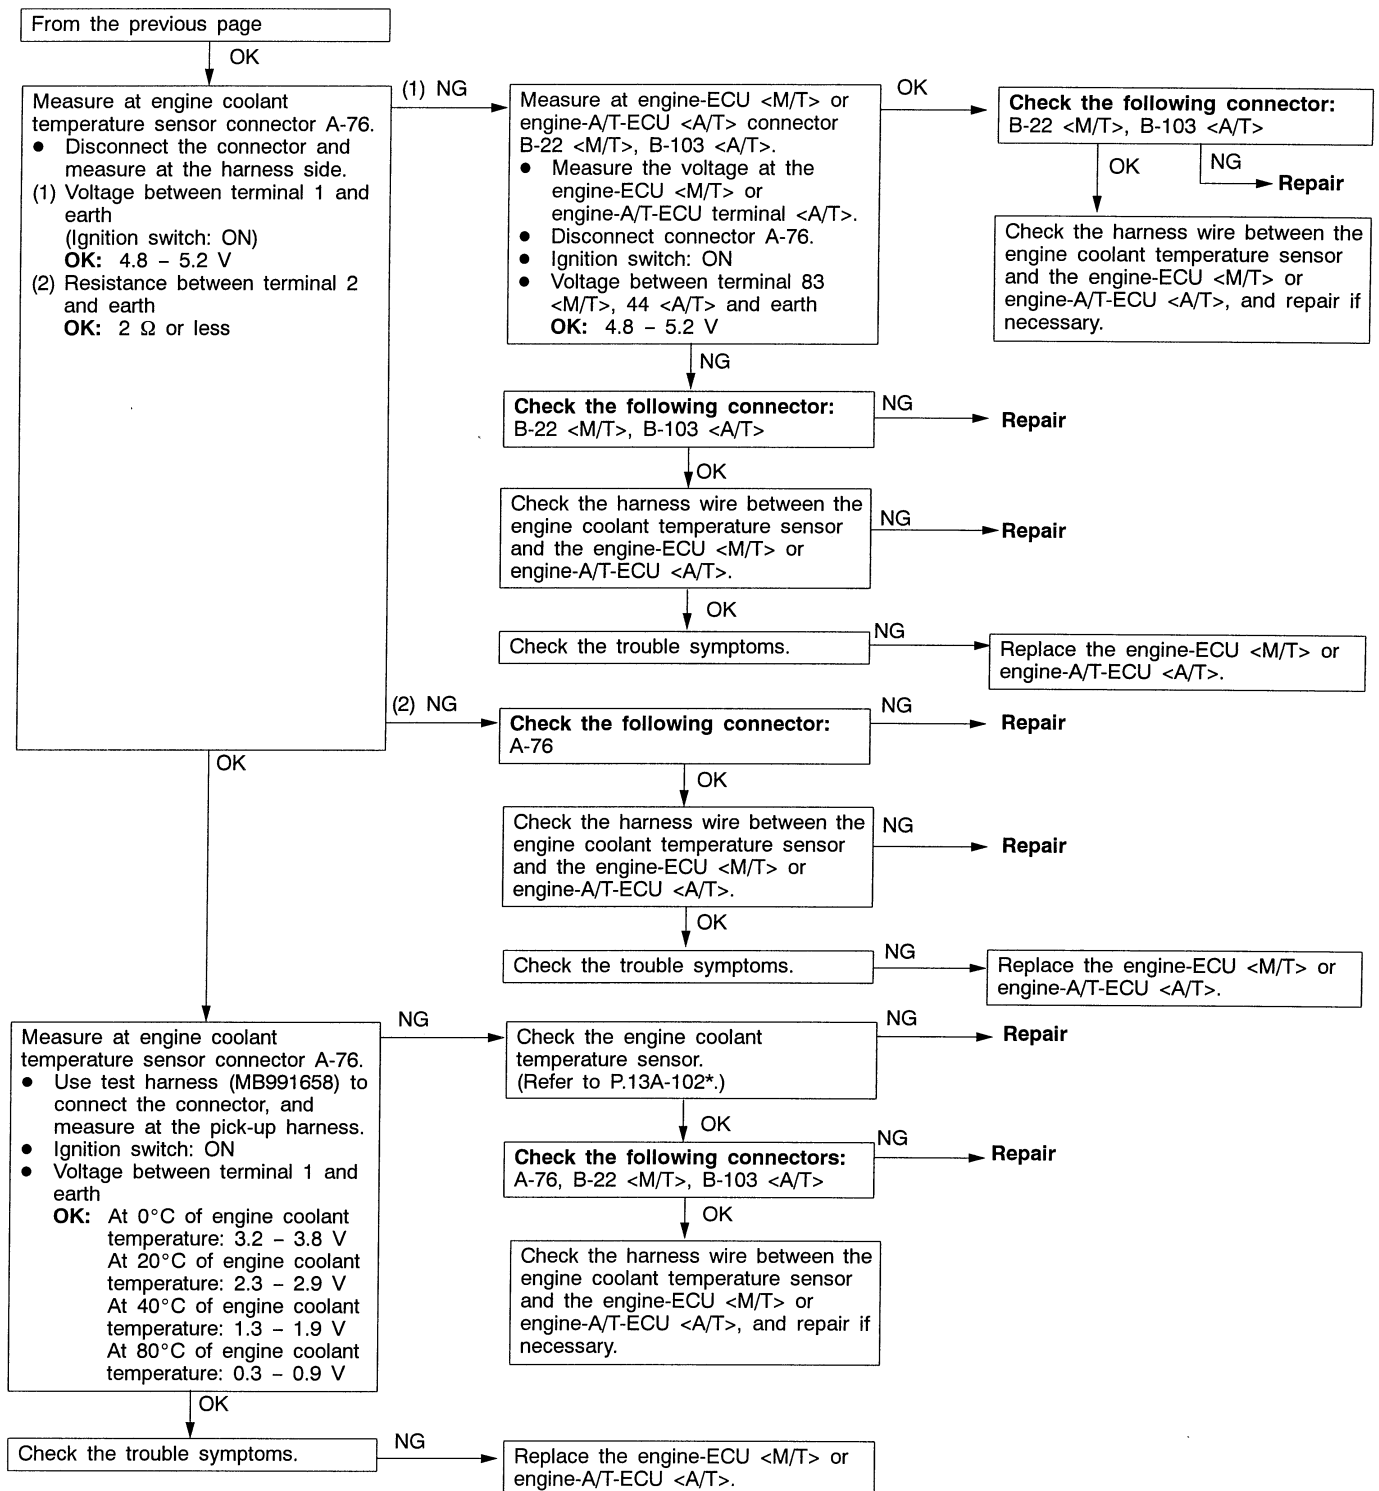 From the previous page
OK
Measure at engine coolant
temperature sensor connector A-76.
● Disconnect the connector and
measure at the harness side.
(1) Voltage between terminal 1 and
earth
(Ignition switch: ON)
OK: 4.8 – 5.2 V
(2) Resistance between terminal 2
and earth
OK: 2 Ω or less
(1) NG
Measure at engine-ECU <M/T> or
engine-A/T-ECU <A/T> connector
B-22 <M/T>, B-103 <A/T>.
● Measure the voltage at the
engine-ECU <M/T> or
engine-A/T-ECU terminal <A/T>.
● Disconnect connector A-76.
● Ignition switch: ON
● Voltage between terminal 83
<M/T>, 44 <A/T> and earth
OK: 4.8 – 5.2 V
OK
Check the following connector:
B-22 <M/T>, B-103 <A/T>
OK
NG
Repair
Check the harness wire between the
engine coolant temperature sensor
and the engine-ECU <M/T> or
engine-A/T-ECU <A/T>, and repair if
necessary.
NG
Check the following connector:
B-22 <M/T>, B-103 <A/T>
NG
Repair
OK
Check the harness wire between the
engine coolant temperature sensor
and the engine-ECU <M/T> or
engine-A/T-ECU <A/T>.
NG
Repair
OK
Check the trouble symptoms.
NG
Replace the engine-ECU <M/T> or
engine-A/T-ECU <A/T>.
(2) NG
Check the following connector:
A-76
NG
Repair
OK
Check the harness wire between the
engine coolant temperature sensor
and the engine-ECU <M/T> or
engine-A/T-ECU <A/T>.
NG
Repair
OK
Check the trouble symptoms.
NG
Replace the engine-ECU <M/T> or
engine-A/T-ECU <A/T>.
OK
Measure at engine coolant
temperature sensor connector A-76.
● Use test harness (MB991658) to
connect the connector, and
measure at the pick-up harness.
● Ignition switch: ON
● Voltage between terminal 1 and
earth
OK: At 0°C of engine coolant
temperature: 3.2 – 3.8 V
At 20°C of engine coolant
temperature: 2.3 – 2.9 V
At 40°C of engine coolant
temperature: 1.3 – 1.9 V
At 80°C of engine coolant
temperature: 0.3 – 0.9 V
NG
Check the engine coolant
temperature sensor.
(Refer to P.13A-102*.)
NG
Repair
OK
Check the following connectors:
A-76, B-22 <M/T>, B-103 <A/T>
NG
Repair
OK
Check the harness wire between the
engine coolant temperature sensor
and the engine-ECU <M/T> or
engine-A/T-ECU <A/T>, and repair if
necessary.
OK
Check the trouble symptoms.
NG
Replace the engine-ECU <M/T> or
engine-A/T-ECU <A/T>.